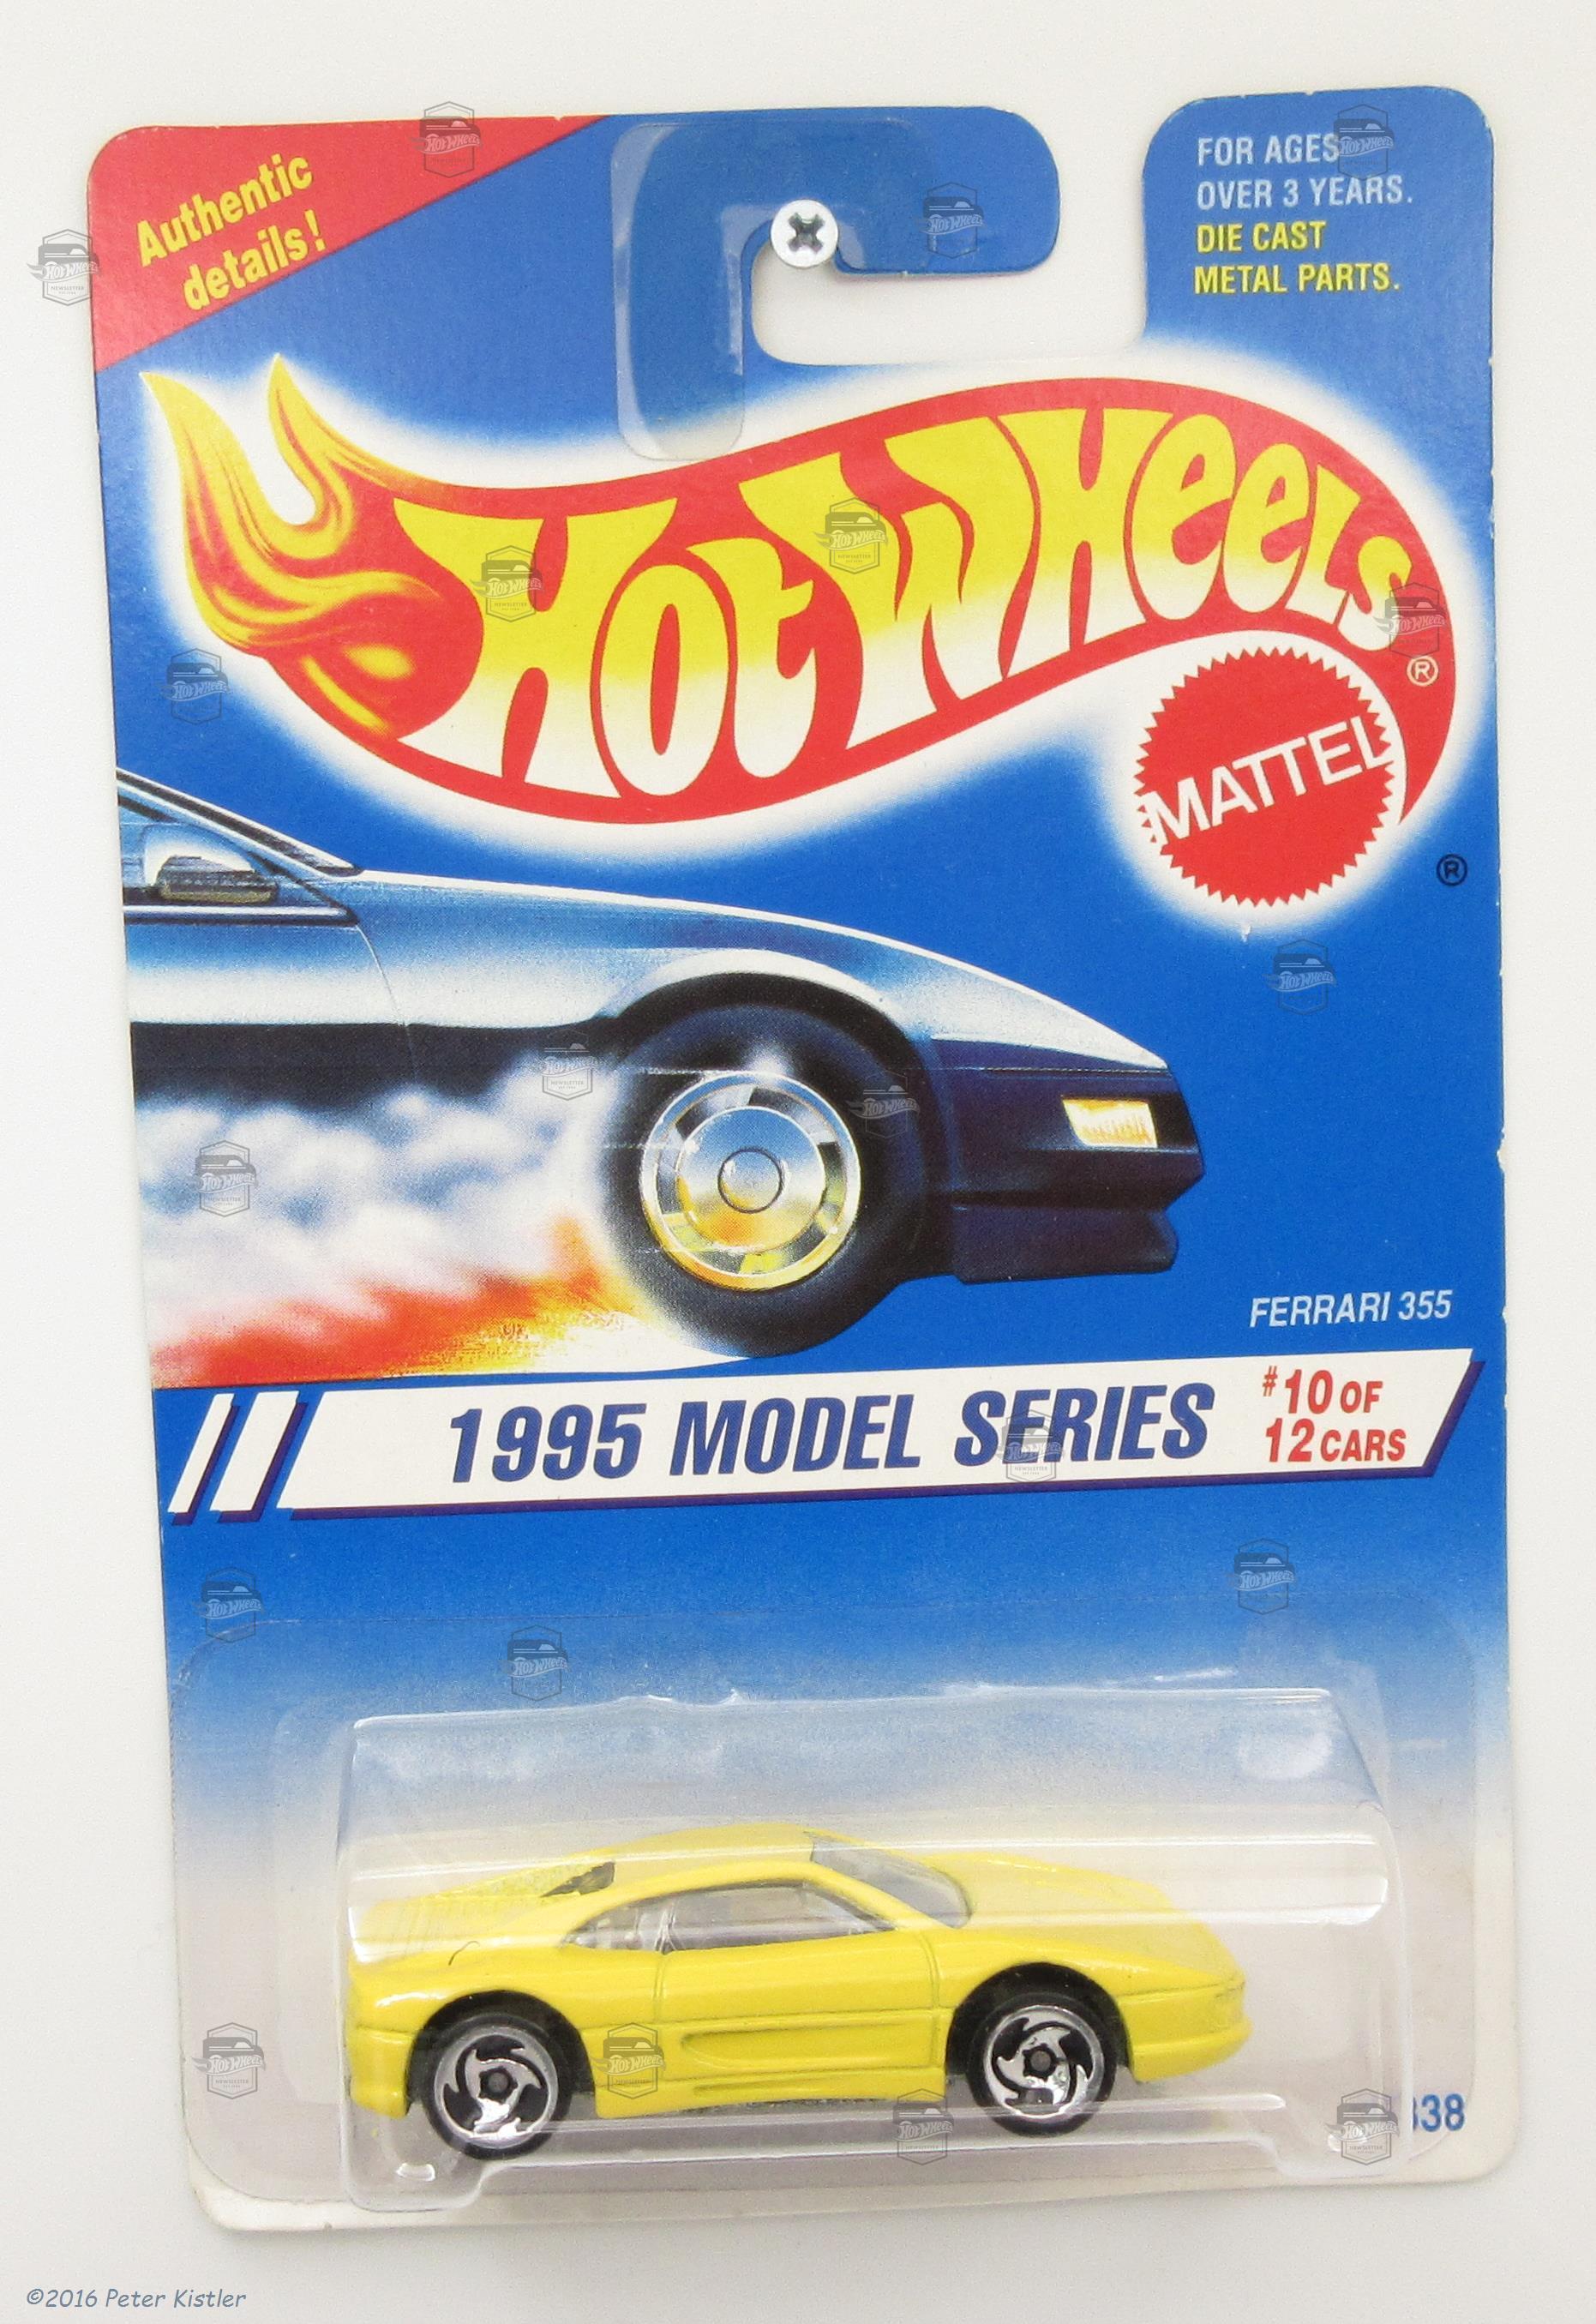 Authentic
details!
FOR AGES
OVER 3 YEARS.
DIE CAST
METAL PARTS.
Hot Wheels®
MATTEL
®
FERRARI 355
1995 MODEL SERIES
#10 OF
12 CARS
338
©2016 Peter Kistler